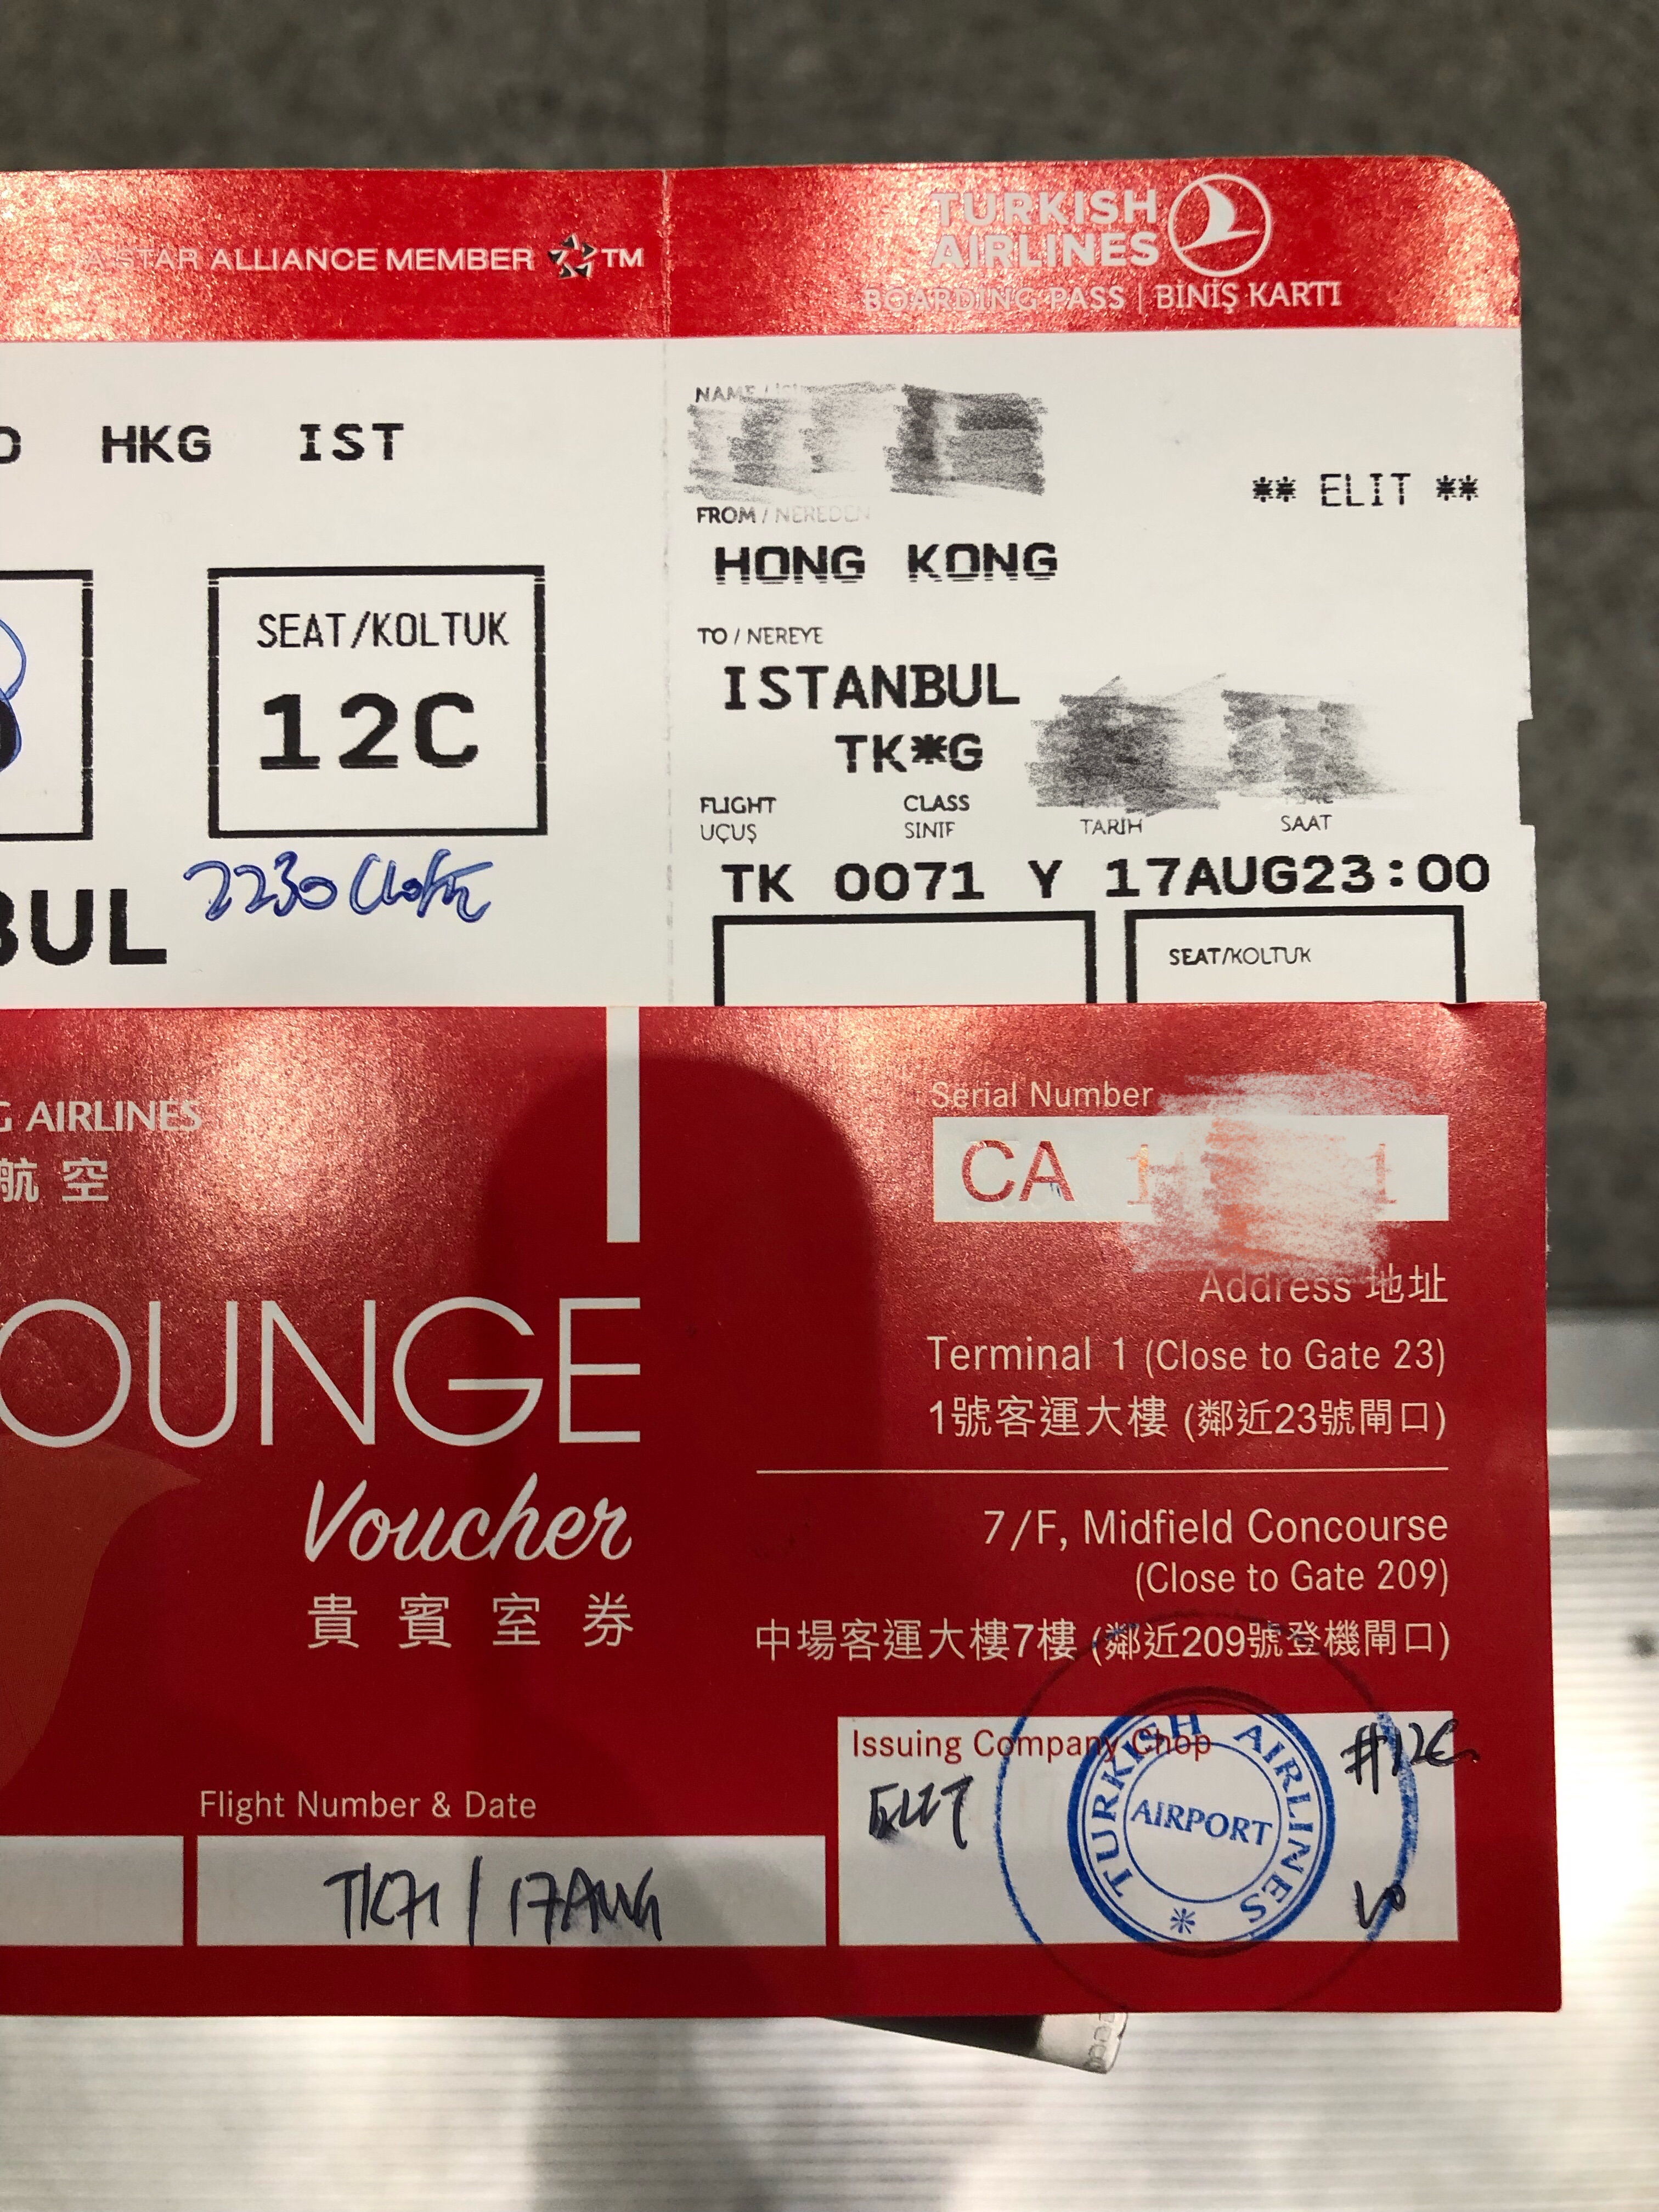 A STAR ALLIANCE MEMBER TM
TURKISH
AIRLINES
BOARDING PASS | BİNİŞ KARTI
HKG IST
SEAT/KOLTUK
12C
BUL
2230
NAME /
** ELIT **
FROM / NEREDEN
HONG KONG
TO / NEREYE
ISTANBUL
TK*G
FLIGHT CLASS
UÇUŞ SINIF TARİH SAAT
TK 0071 Y 17AUG23:00
SEAT/KOLTUK
G AIRLINES
航空
OUNGE
Voucher
貴賓室券
Serial Number
CA 1 1
Address 地址
Terminal 1 (Close to Gate 23)
1號客運大樓 (鄰近23號閘口)
7/F, Midfield Concourse
(Close to Gate 209)
中場客運大樓7樓 (鄰近209號登機閘口)
Flight Number & Date
TK71 / 17AUG
Issuing Company Chop
ELIT
#12C
TURKISH AIRLINES
AIRPORT
*